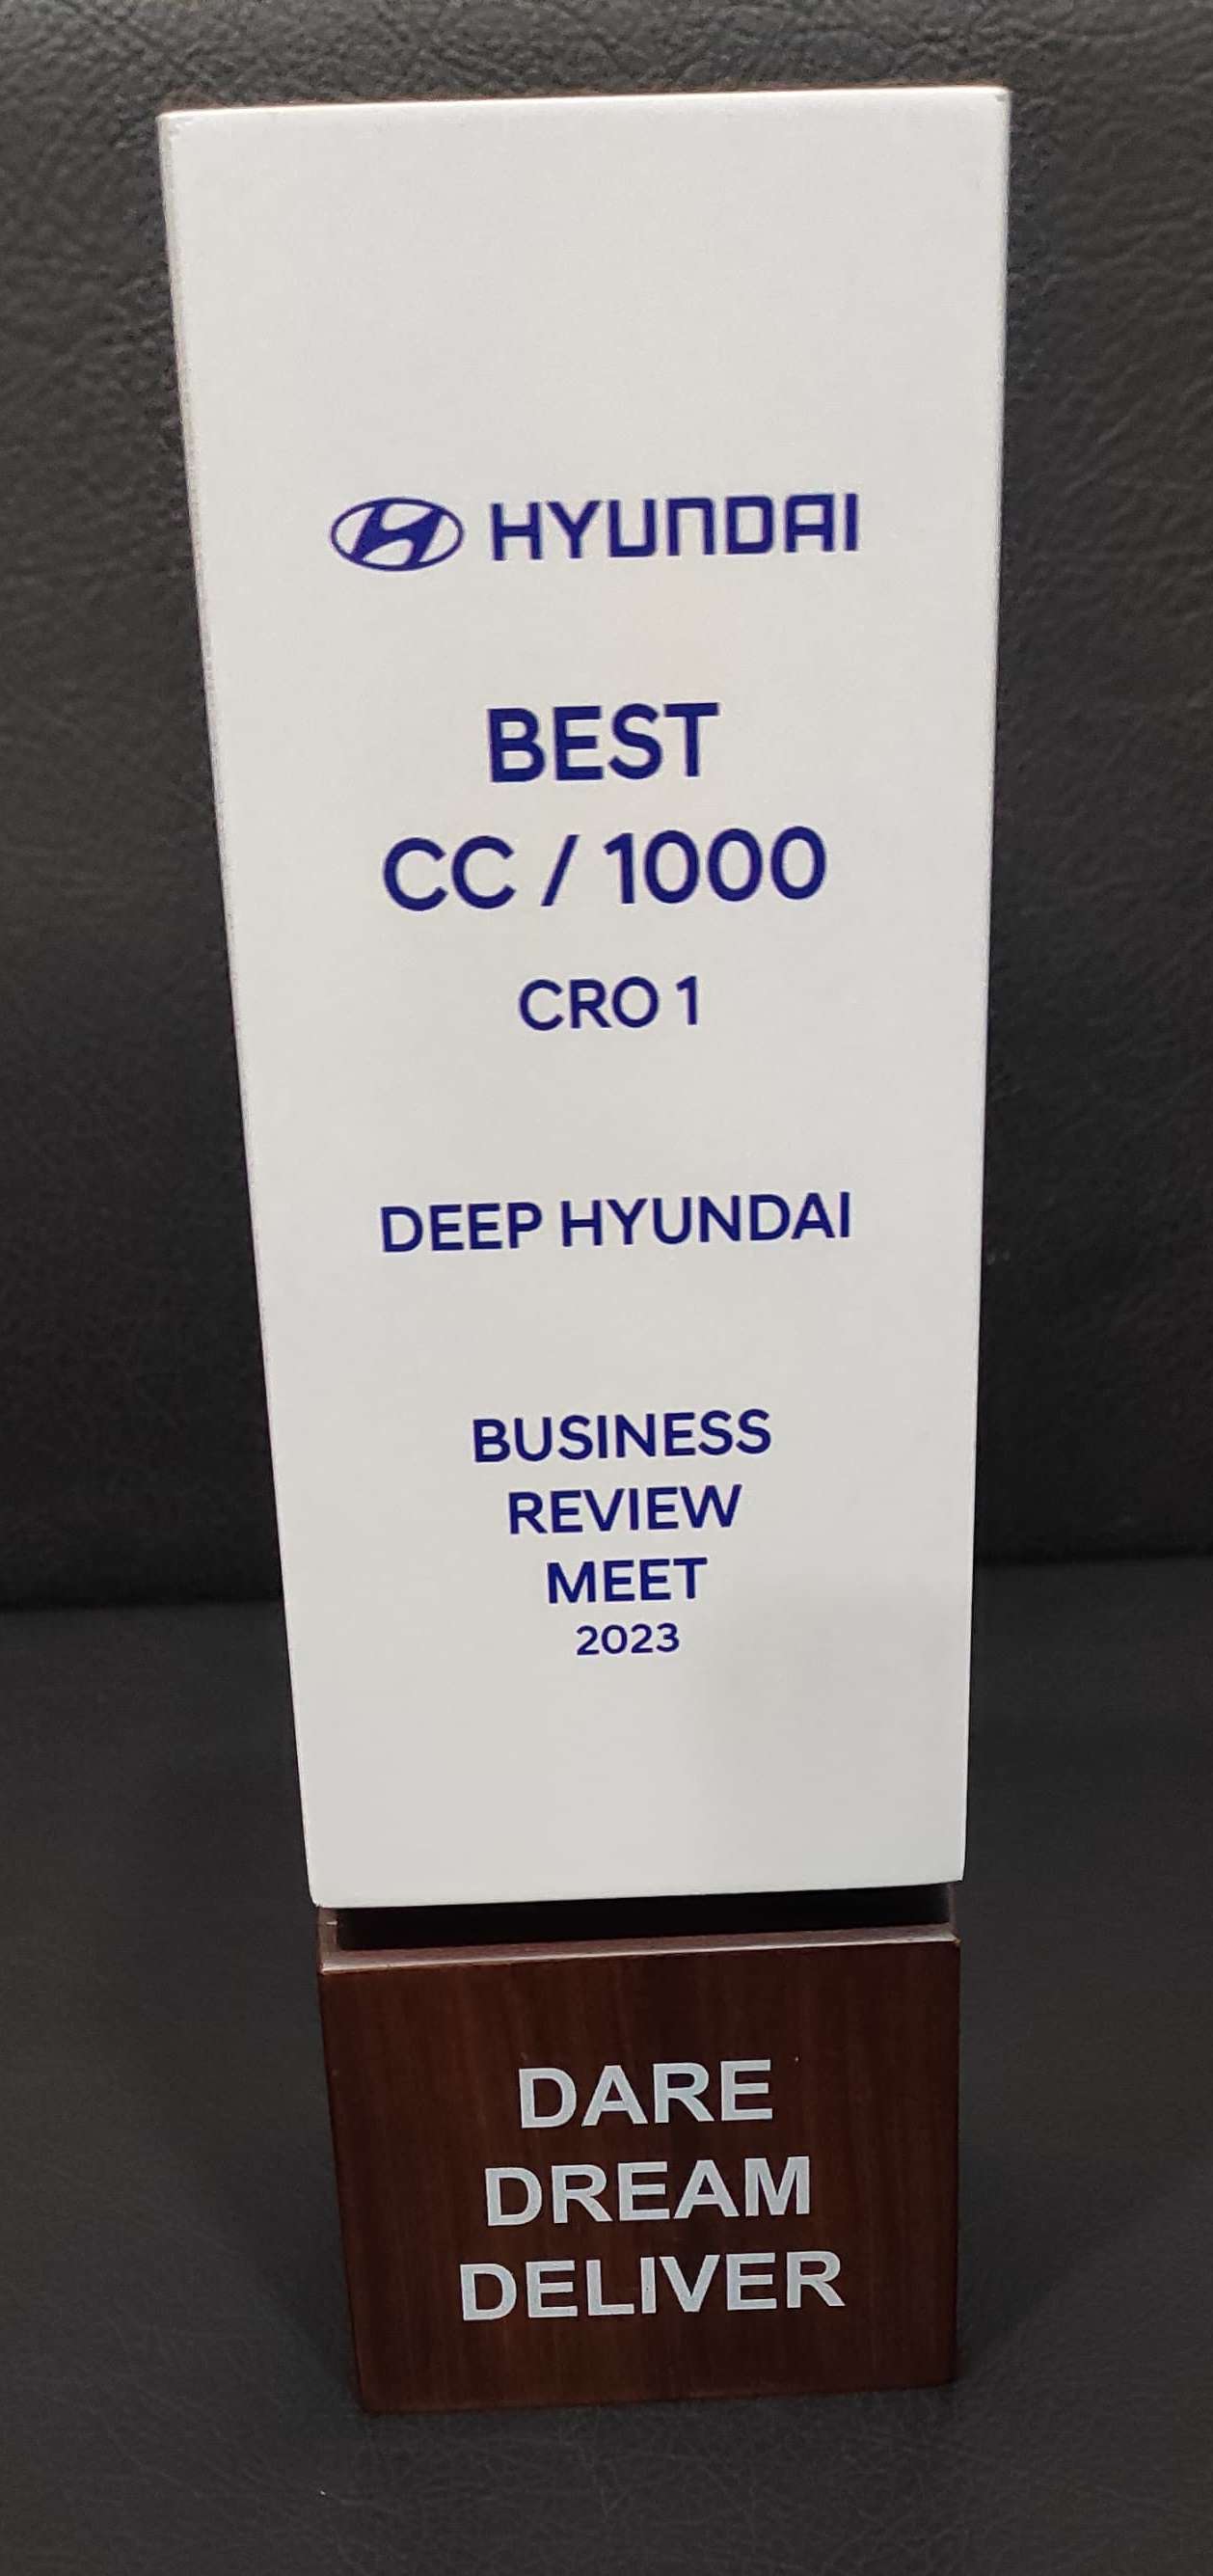 HYUNDAI
BEST
CC / 1000
CRO 1
DEEP HYUNDAI
BUSINESS
REVIEW
MEET
2023
DARE
DREAM
DELIVER